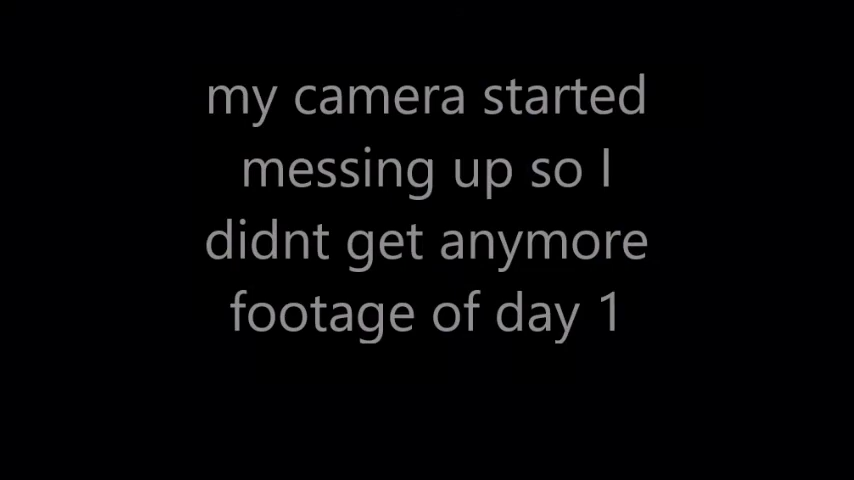 my camera started
messing up so I
didnt get anymore
footage of day 1